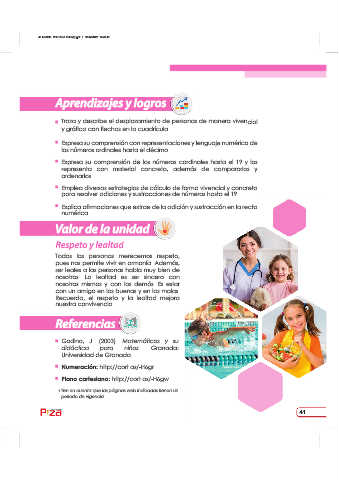 Aprendizajes y logros
Traza y describe el desplazamiento de personas de manera vivencial
y gráfica con flechas en la cuadrícula
Expresa su comprensión con representaciones y lenguaje numérico de
los números ordinales hasta el décimo
Expresa su comprensión de los números cardinales hasta el 19 y los
representa con material concreto, además de compararlos y
ordenarlos
Emplea diversas estrategias de cálculo de forma vivencial y concreta
para resolver adiciones y sustracciones de números hasta el 19
Explica afirmaciones que extrae de la adición y sustracción en la recta
numérica
Valor de la unidad
Respeto y lealtad
Todas las personas merecemos respeto,
pues nos permite vivir en armonía Además,
ser leales a las personas habla muy bien de
nosotros La lealtad es ser sincero con
nosotros mismos y con los demás Es estar
con un amigo en las buenas y en las malas
Recuerda, el respeto y la lealtad mejora
nuestra convivencia
Referencias
Godino, J (2003) Matemáticas y su
didáctica para niños Granada:
Universidad de Granada
Numeración: http://cort as/-H6gr
Plano cartesiano: http://cort as/-H6gw
41